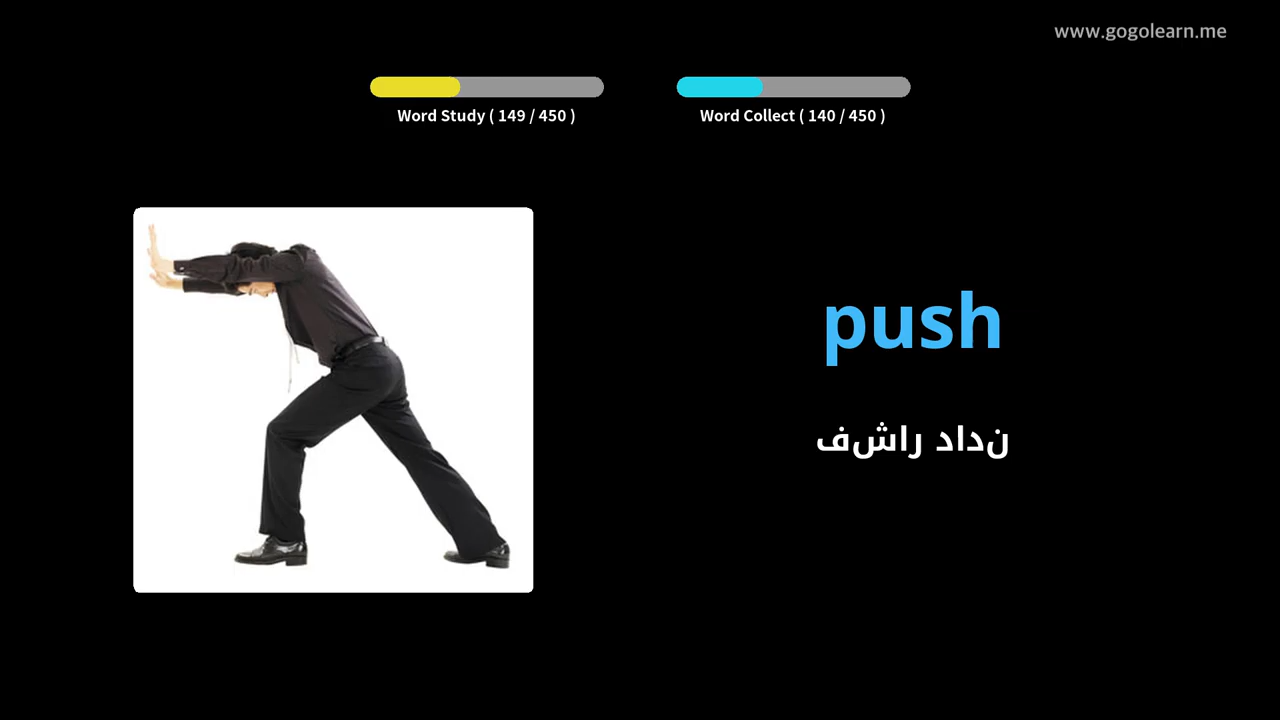 www.gogolearn.me
Word Study ( 149 / 450 )
Word Collect ( 140 / 450 )
push
نداد راشف